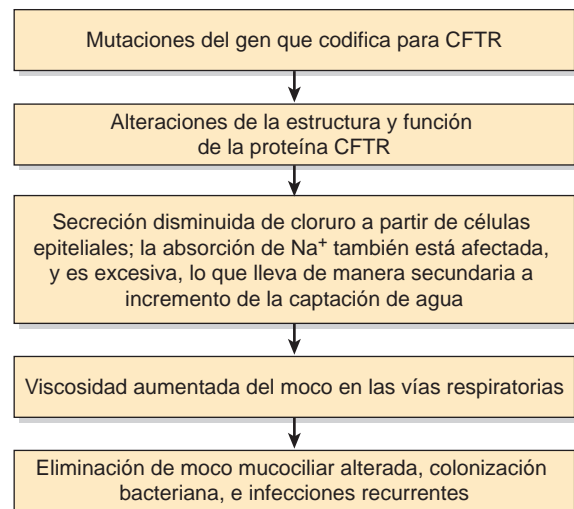 Mutaciones del gen que codifica para CFTR
Alteraciones de la estructura y función
de la proteína CFTR
Secreción disminuida de cloruro a partir de células
epiteliales; la absorción de Na⁺ también está afectada,
y es excesiva, lo que lleva de manera secundaria a
incremento de la captación de agua
Viscosidad aumentada del moco en las vías respiratorias
Eliminación de moco mucociliar alterada, colonización
bacteriana, e infecciones recurrentes